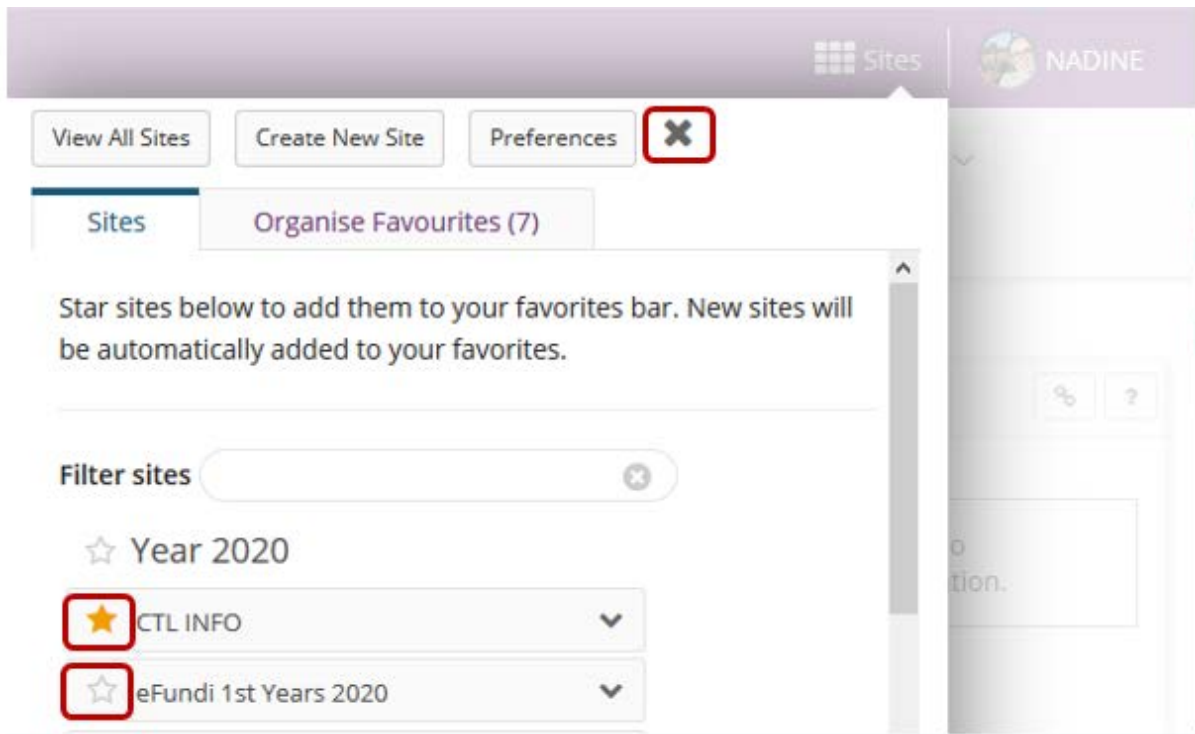 Sites NADINE
View All Sites Create New Site Preferences
Sites Organise Favourites (7)
Star sites below to add them to your favorites bar. New sites will
be automatically added to your favorites.
?
Filter sites
Year 2020
o
tion.
CTL INFO
eFundi 1st Years 2020